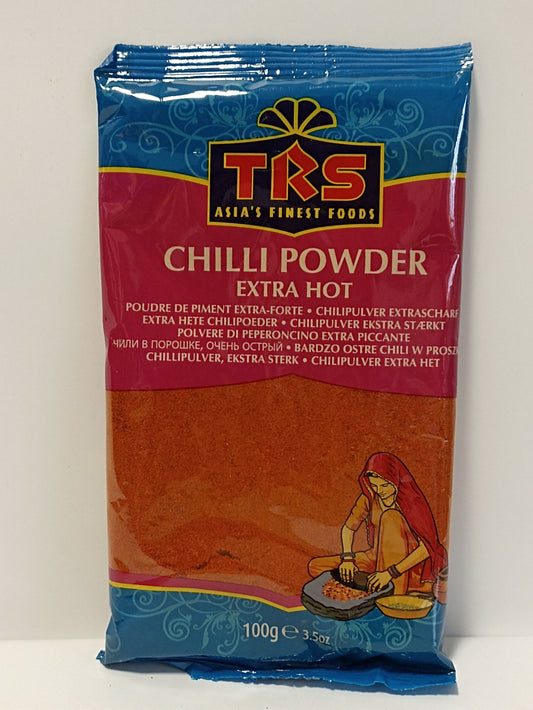 TRS
ASIA'S FINEST FOODS
CHILLI POWDER
EXTRA HOT
POUDRE DE PIMENT EXTRA-FORTE • CHILIPULVER EXTRASCHARF
EXTRA HETE CHILIPOEDER • CHILIPULVER EKSTRA STÆRKT
POLVERE DI PEPERONCINO EXTRA PICCANTE
ЧИЛИ В ПОРОШКЕ, ОЧЕНЬ ОСТРЫЙ • BARDZO OSTRE CHILI W PROSZK
CHILLIPULVER, EKSTRA STERK • CHILIPULVER EXTRA HET
100g ℮ 3.5oz